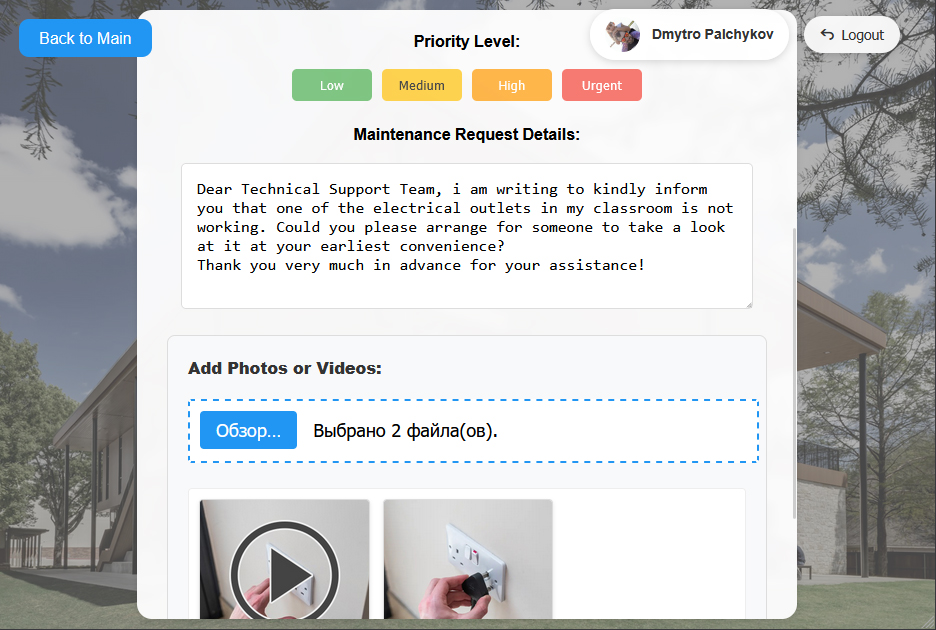 Back to Main
Priority Level:
Dmytro Palchykov
Logout
Low
Medium
High
Urgent
Maintenance Request Details:
Dear Technical Support Team, i am writing to kindly inform
you that one of the electrical outlets in my classroom is not
working. Could you please arrange for someone to take a look
at it at your earliest convenience?
Thank you very much in advance for your assistance!
Add Photos or Videos:
Обзор...
Выбрано 2 файла(ов).